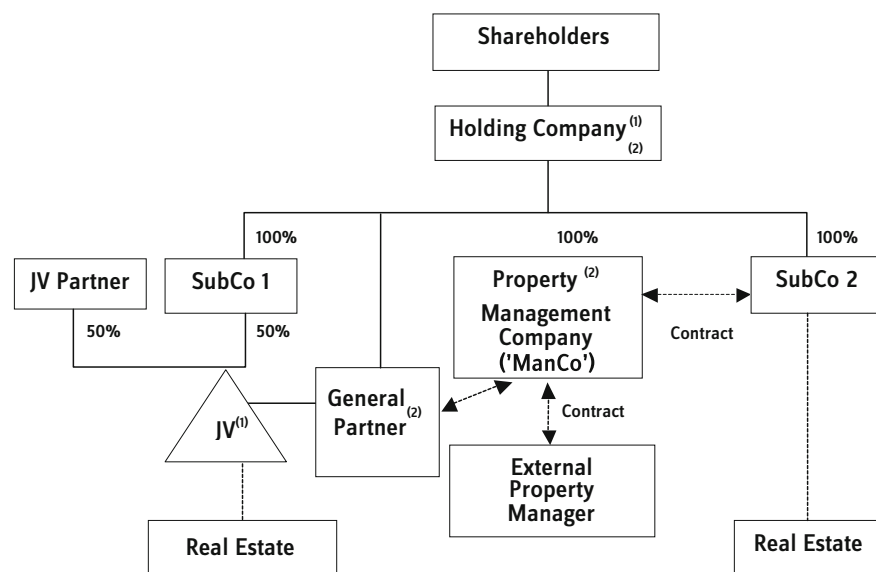 Shareholders
Holding Company (1)
(2)
100%
100%
100%
JV Partner
SubCo 1
Property (2)
Management
Company
('ManCo')
SubCo 2
50%
50%
Contract
General
Partner (2)
JV(1)
Contract
External
Property
Manager
Real Estate
Real Estate